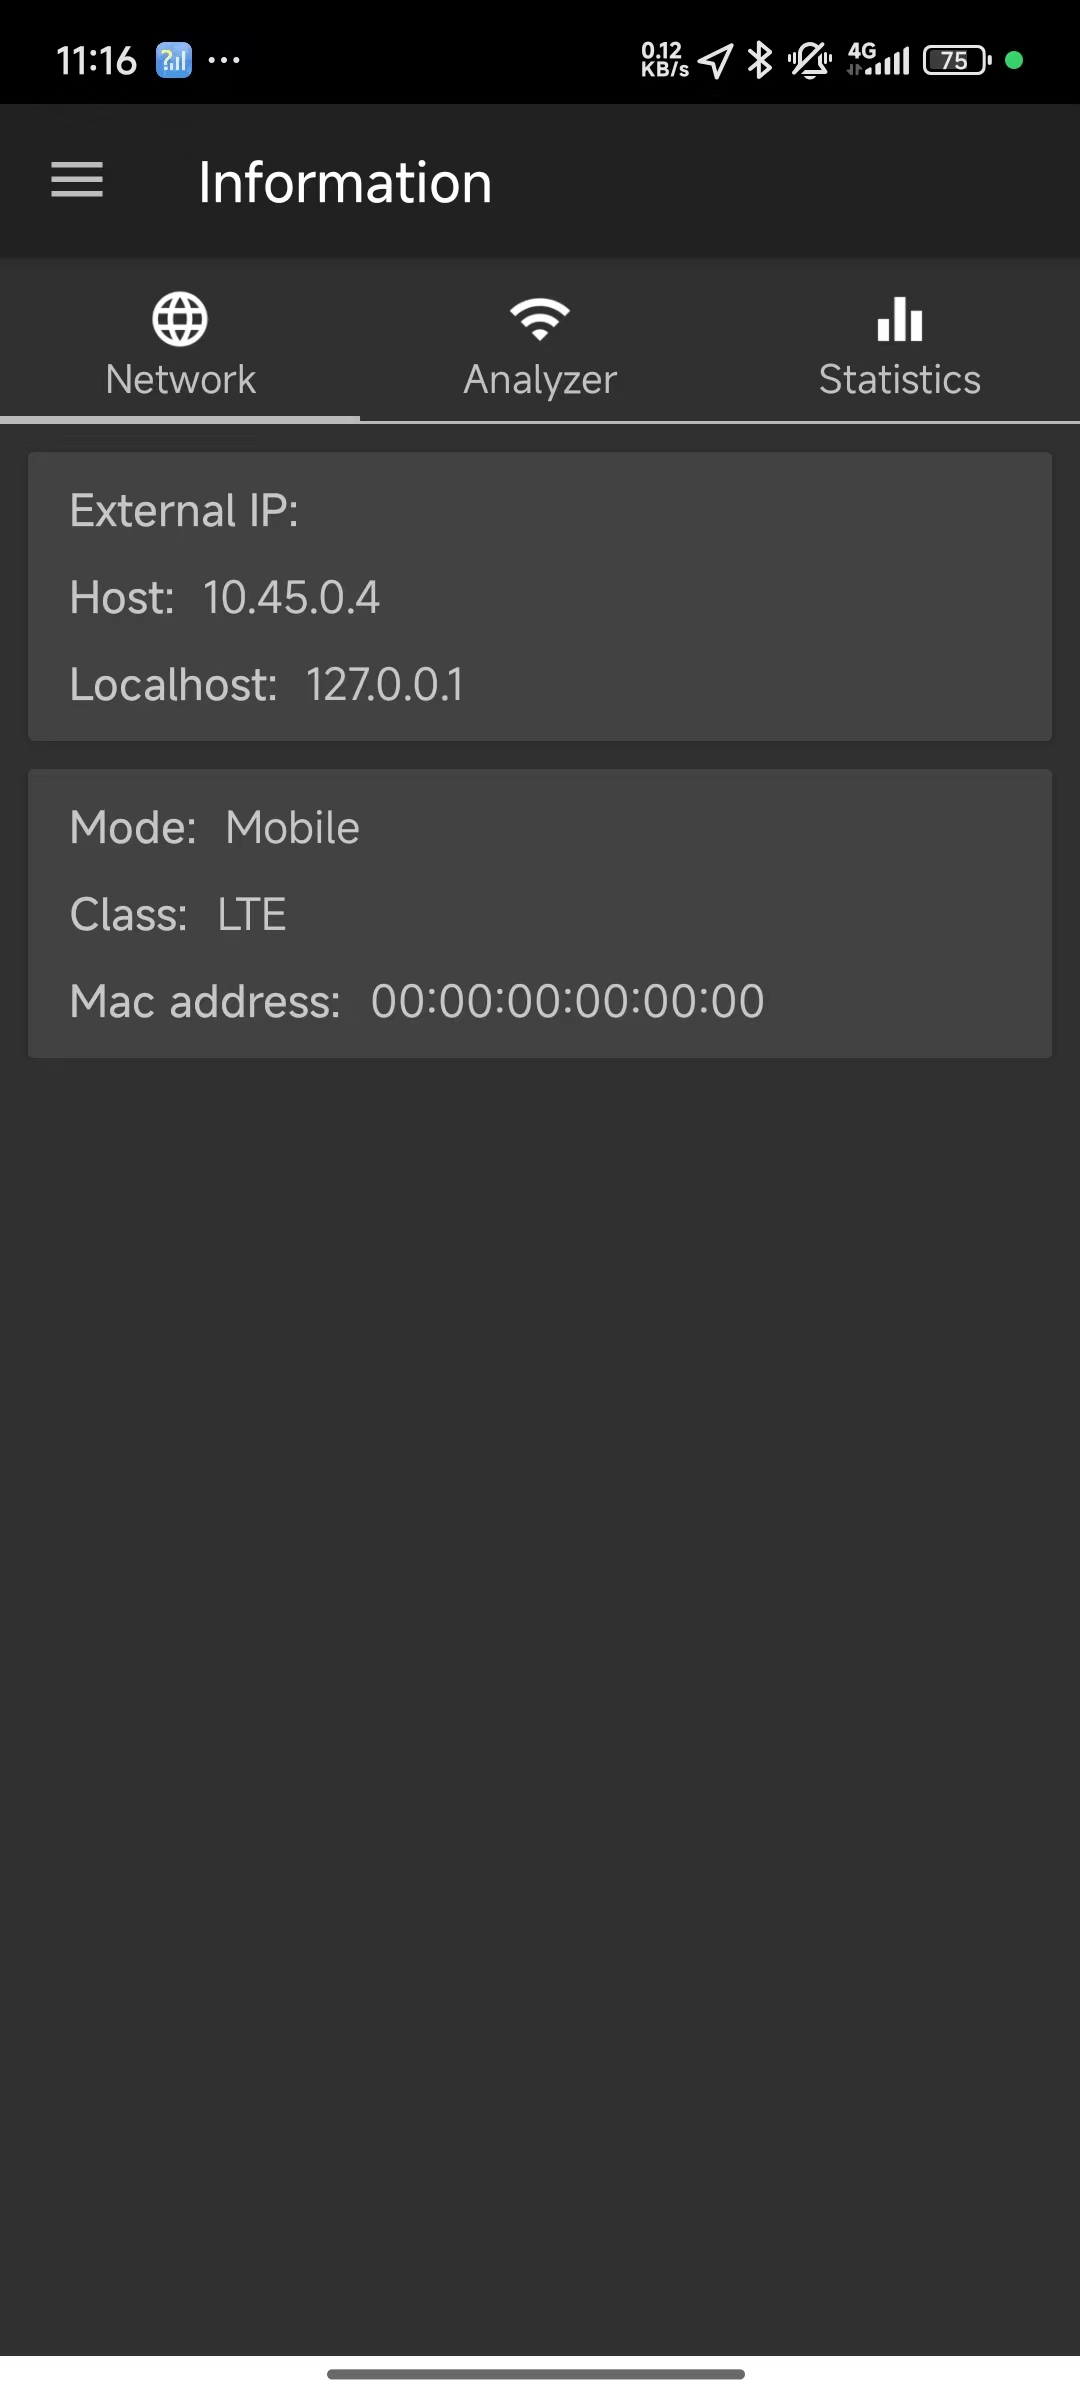 11:16 ... 0.12 KB/s 4G 75
Information
Network Analyzer Statistics
External IP:
Host: 10.45.0.4
Localhost: 127.0.0.1
Mode: Mobile
Class: LTE
Mac address: 00:00:00:00:00:00